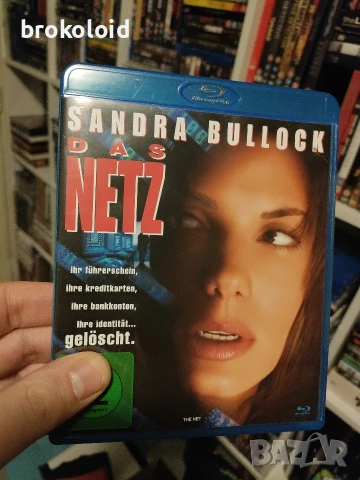 brokoloid
Blu-ray Disc
SANDRA BULLOCK
DAS
NETZ
ihr führerschein,
ihre kreditkarten,
ihre bankkonten,
ihre identität...
gelöscht.
THE NET
BAZAR